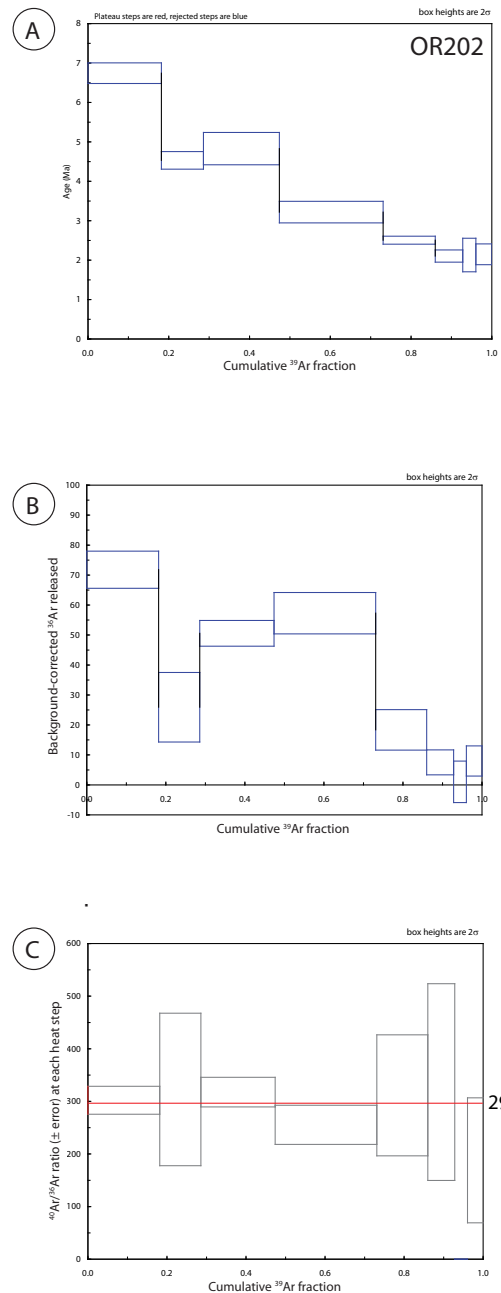 A
Plateau steps are red, rejected steps are blue
box heights are 2σ
OR202
8
7
6
5
4
3
2
1
0
Age (Ma)
0.0 0.2 0.4 0.6 0.8 1.0
Cumulative ³⁹Ar fraction
B
box heights are 2σ
100
90
80
70
60
50
40
30
20
10
0
-10
Background-corrected ³⁶Ar released
0.0 0.2 0.4 0.6 0.8 1.0
Cumulative ³⁹Ar fraction
C
box heights are 2σ
600
500
400
300
200
100
0
⁴⁰Ar/³⁶Ar ratio (± error) at each heat step
29
0.0 0.2 0.4 0.6 0.8 1.0
Cumulative ³⁹Ar fraction